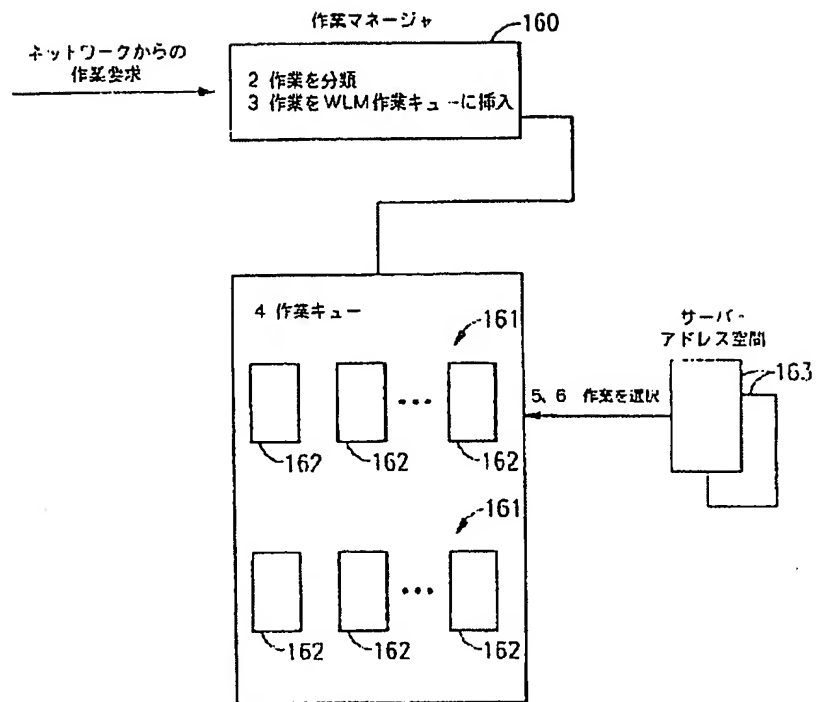 作業マネージャ
160
ネットワークからの
作業要求
2 作業を分類
3 作業をWLM作業キューに挿入
4 作業キュー
161
サーバ・
アドレス空間
163
5、6 作業を選択
162
162
162
161
162
162
162